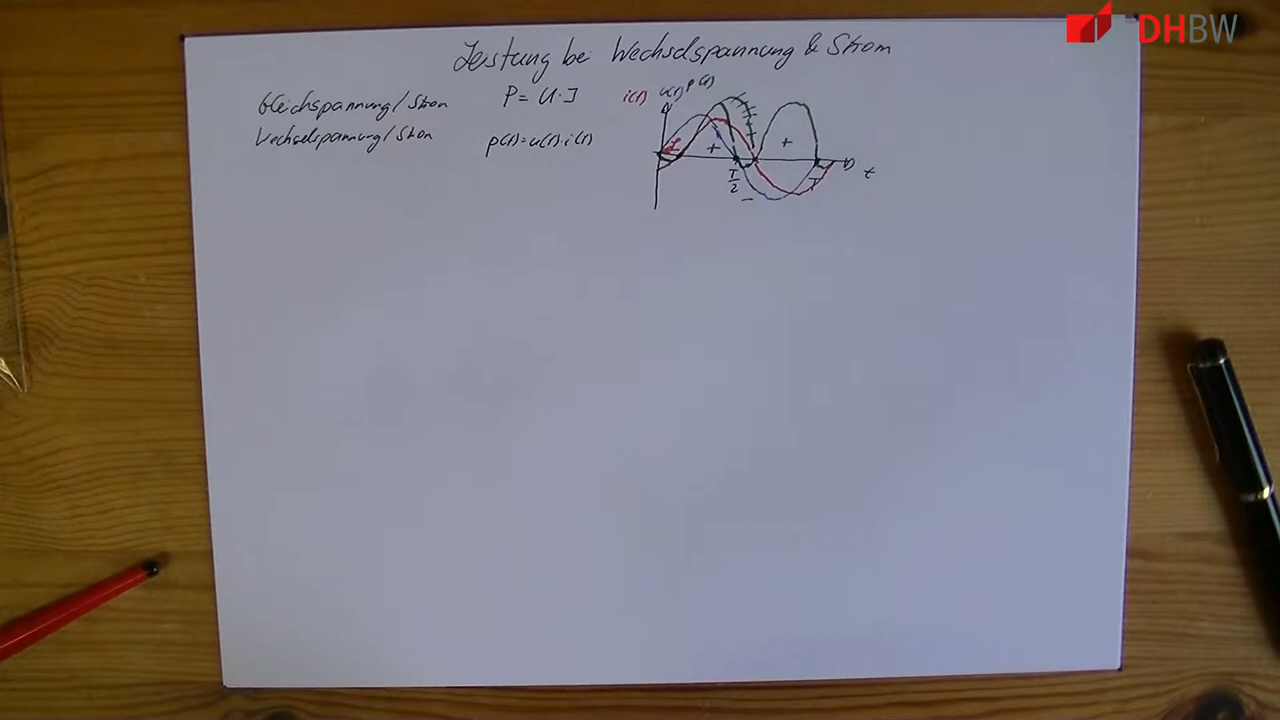 DHBW
Leistung bei Wechselspannung & Strom
Gleichspannung/Strom P = U · I
Wechselspannung/Strom p(t) = u(t) · i(t)
i(t) u(t) p(t)
φ + +
T/2 T t
−